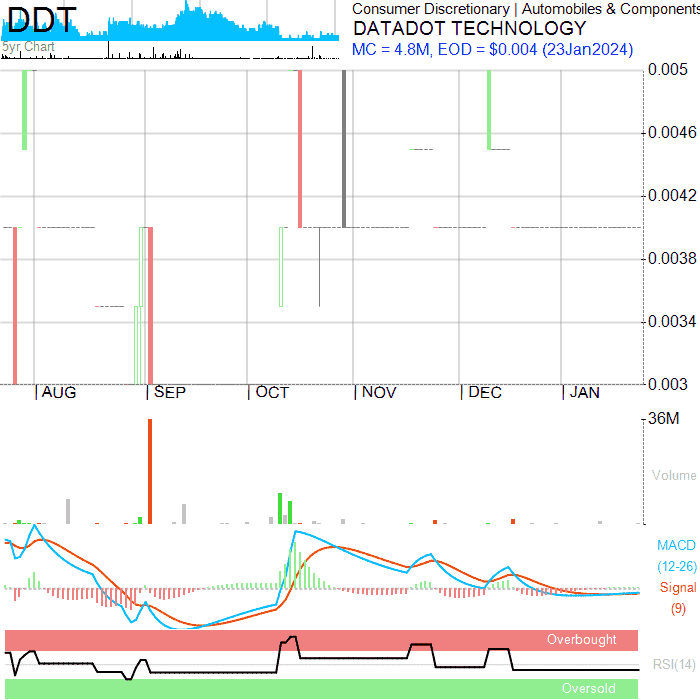 DDT
5yr Chart
Consumer Discretionary | Automobiles & Components
DATADOT TECHNOLOGY
MC = 4.8M, EOD = $0.004 (23Jan2024)
0.005
0.0046
0.0042
0.0038
0.0034
0.003
AUG SEP OCT NOV DEC JAN
36M
Volume
MACD
(12-26)
Signal
(9)
Overbought
RSI(14)
Oversold